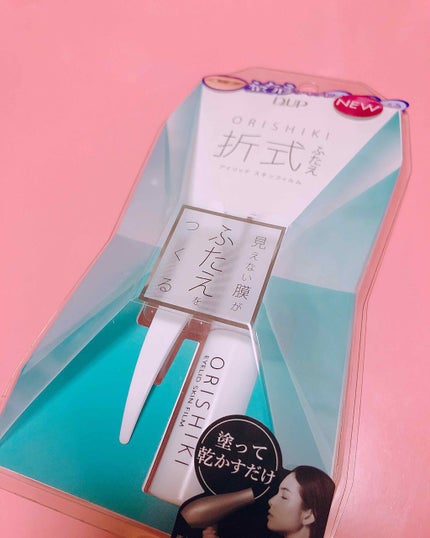 D.U.P
NEW
ORISHIKI
折式
ふたえ
アイリッド スキンフィルム
見えない膜が
ふたえを
つくる
ORISHIKI
EYELID SKIN FILM
塗って
乾かすだけ